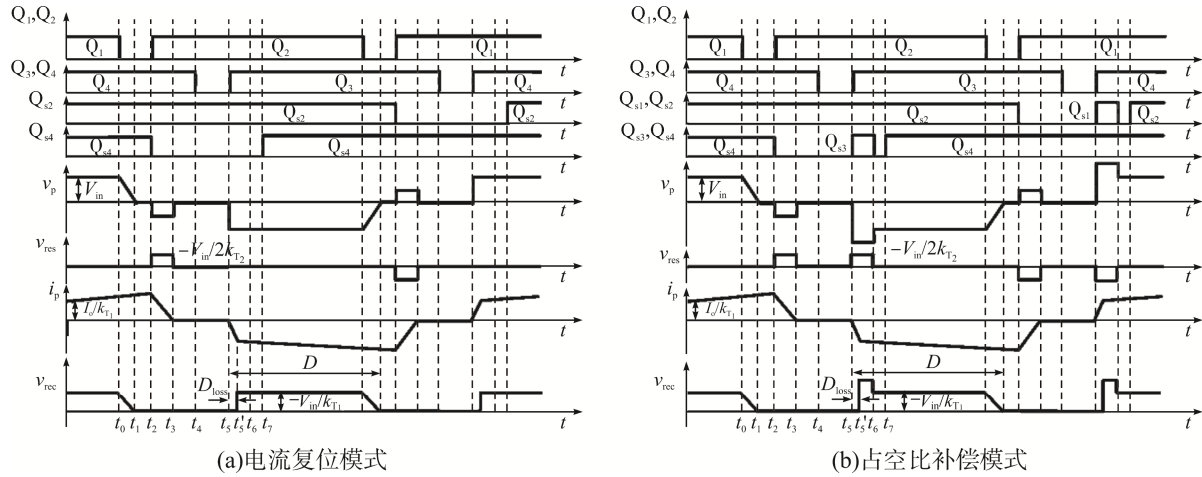 Q1,Q2
Q1
Q2
Q1
t
Q3,Q4
Q4
Q3
Q4
t
Qs2
Qs2
Qs2
t
Qs4
Qs4
Qs4
t
vp
Vin
t
vres
−Vin/2kT2
t
ip
Io/kT1
t
D
vrec
Dloss
−Vin/kT1
t
t0 t1 t2 t3 t4 t5 t5' t6 t7
(a)电流复位模式
Q1,Q2
Q1
Q2
Q1
t
Q3,Q4
Q4
Q3
Q4
t
Qs1,Qs2
Qs2
Qs1
Qs2
t
Qs3,Qs4
Qs4
Qs3
Qs4
t
vp
Vin
t
vres
−Vin/2kT2
t
ip
Io/kT1
t
D
vrec
Dloss
−Vin/kT1
t
t0 t1 t2 t3 t4 t5 t5' t6 t7
(b)占空比补偿模式